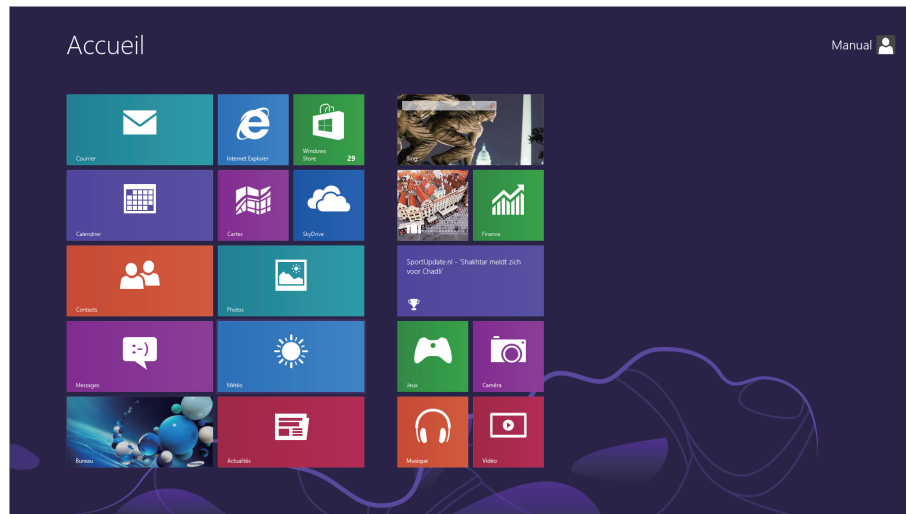 Accueil
Manual
Courrier
Internet Explorer
Windows
Store 29
Bing
Calendrier
Cartes
SkyDrive
Finance
Contacts
Photos
SportUpdate.nl - 'Shakhtar meldt zich
voor Chadli'
Messages
Météo
Jeux
Caméra
Bureau
Actualités
Musique
Vidéo
:-)